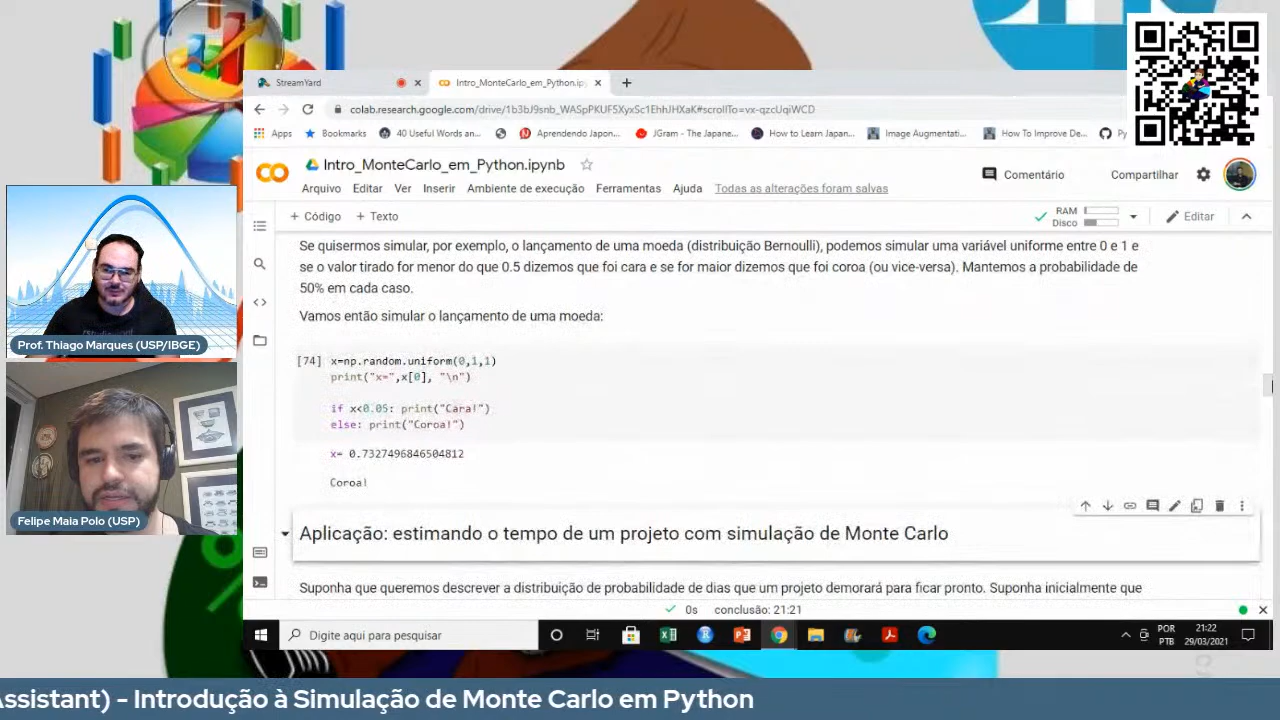 StreamYard
Intro_MonteCarlo_em_Python.ipy
colab.research.google.com/drive/1b3bJ9snb_WASpPKUFSXyxSc1EhhJHXaK#scrollTo=vx-qzcUqiWCD
Apps
Bookmarks
40 Useful Words an...
Aprendendo Japon...
JGram - The Japane...
How to Learn Japan...
Image Augmentati...
How To Improve De...
Py
Intro_MonteCarlo_em_Python.ipynb
Comentário
Compartilhar
Arquivo Editar Ver Inserir Ambiente de execução Ferramentas Ajuda Todas as alterações foram salvas
+ Código + Texto
RAM
Disco
Editar
Se quisermos simular, por exemplo, o lançamento de uma moeda (distribuição Bernoulli), podemos simular uma variável uniforme entre 0 e 1 e
se o valor tirado for menor do que 0.5 dizemos que foi cara e se for maior dizemos que foi coroa (ou vice-versa). Mantemos a probabilidade de
50% em cada caso.
Vamos então simular o lançamento de uma moeda:
[74] x=np.random.uniform(0,1,1)
print("x=",x[0], "\n")
if x<0.05: print("Cara!")
else: print("Coroa!")
x= 0.7327496846504812
Coroa!
Aplicação: estimando o tempo de um projeto com simulação de Monte Carlo
Suponha que queremos descrever a distribuição de probabilidade de dias que um projeto demorará para ficar pronto. Suponha inicialmente que
0s conclusão: 21:21
Digite aqui para pesquisar
POR
PTB
21:22
29/03/2021
Prof. Thiago Marques (USP/IBGE)
Felipe Maia Polo (USP)
Assistant) - Introdução à Simulação de Monte Carlo em Python